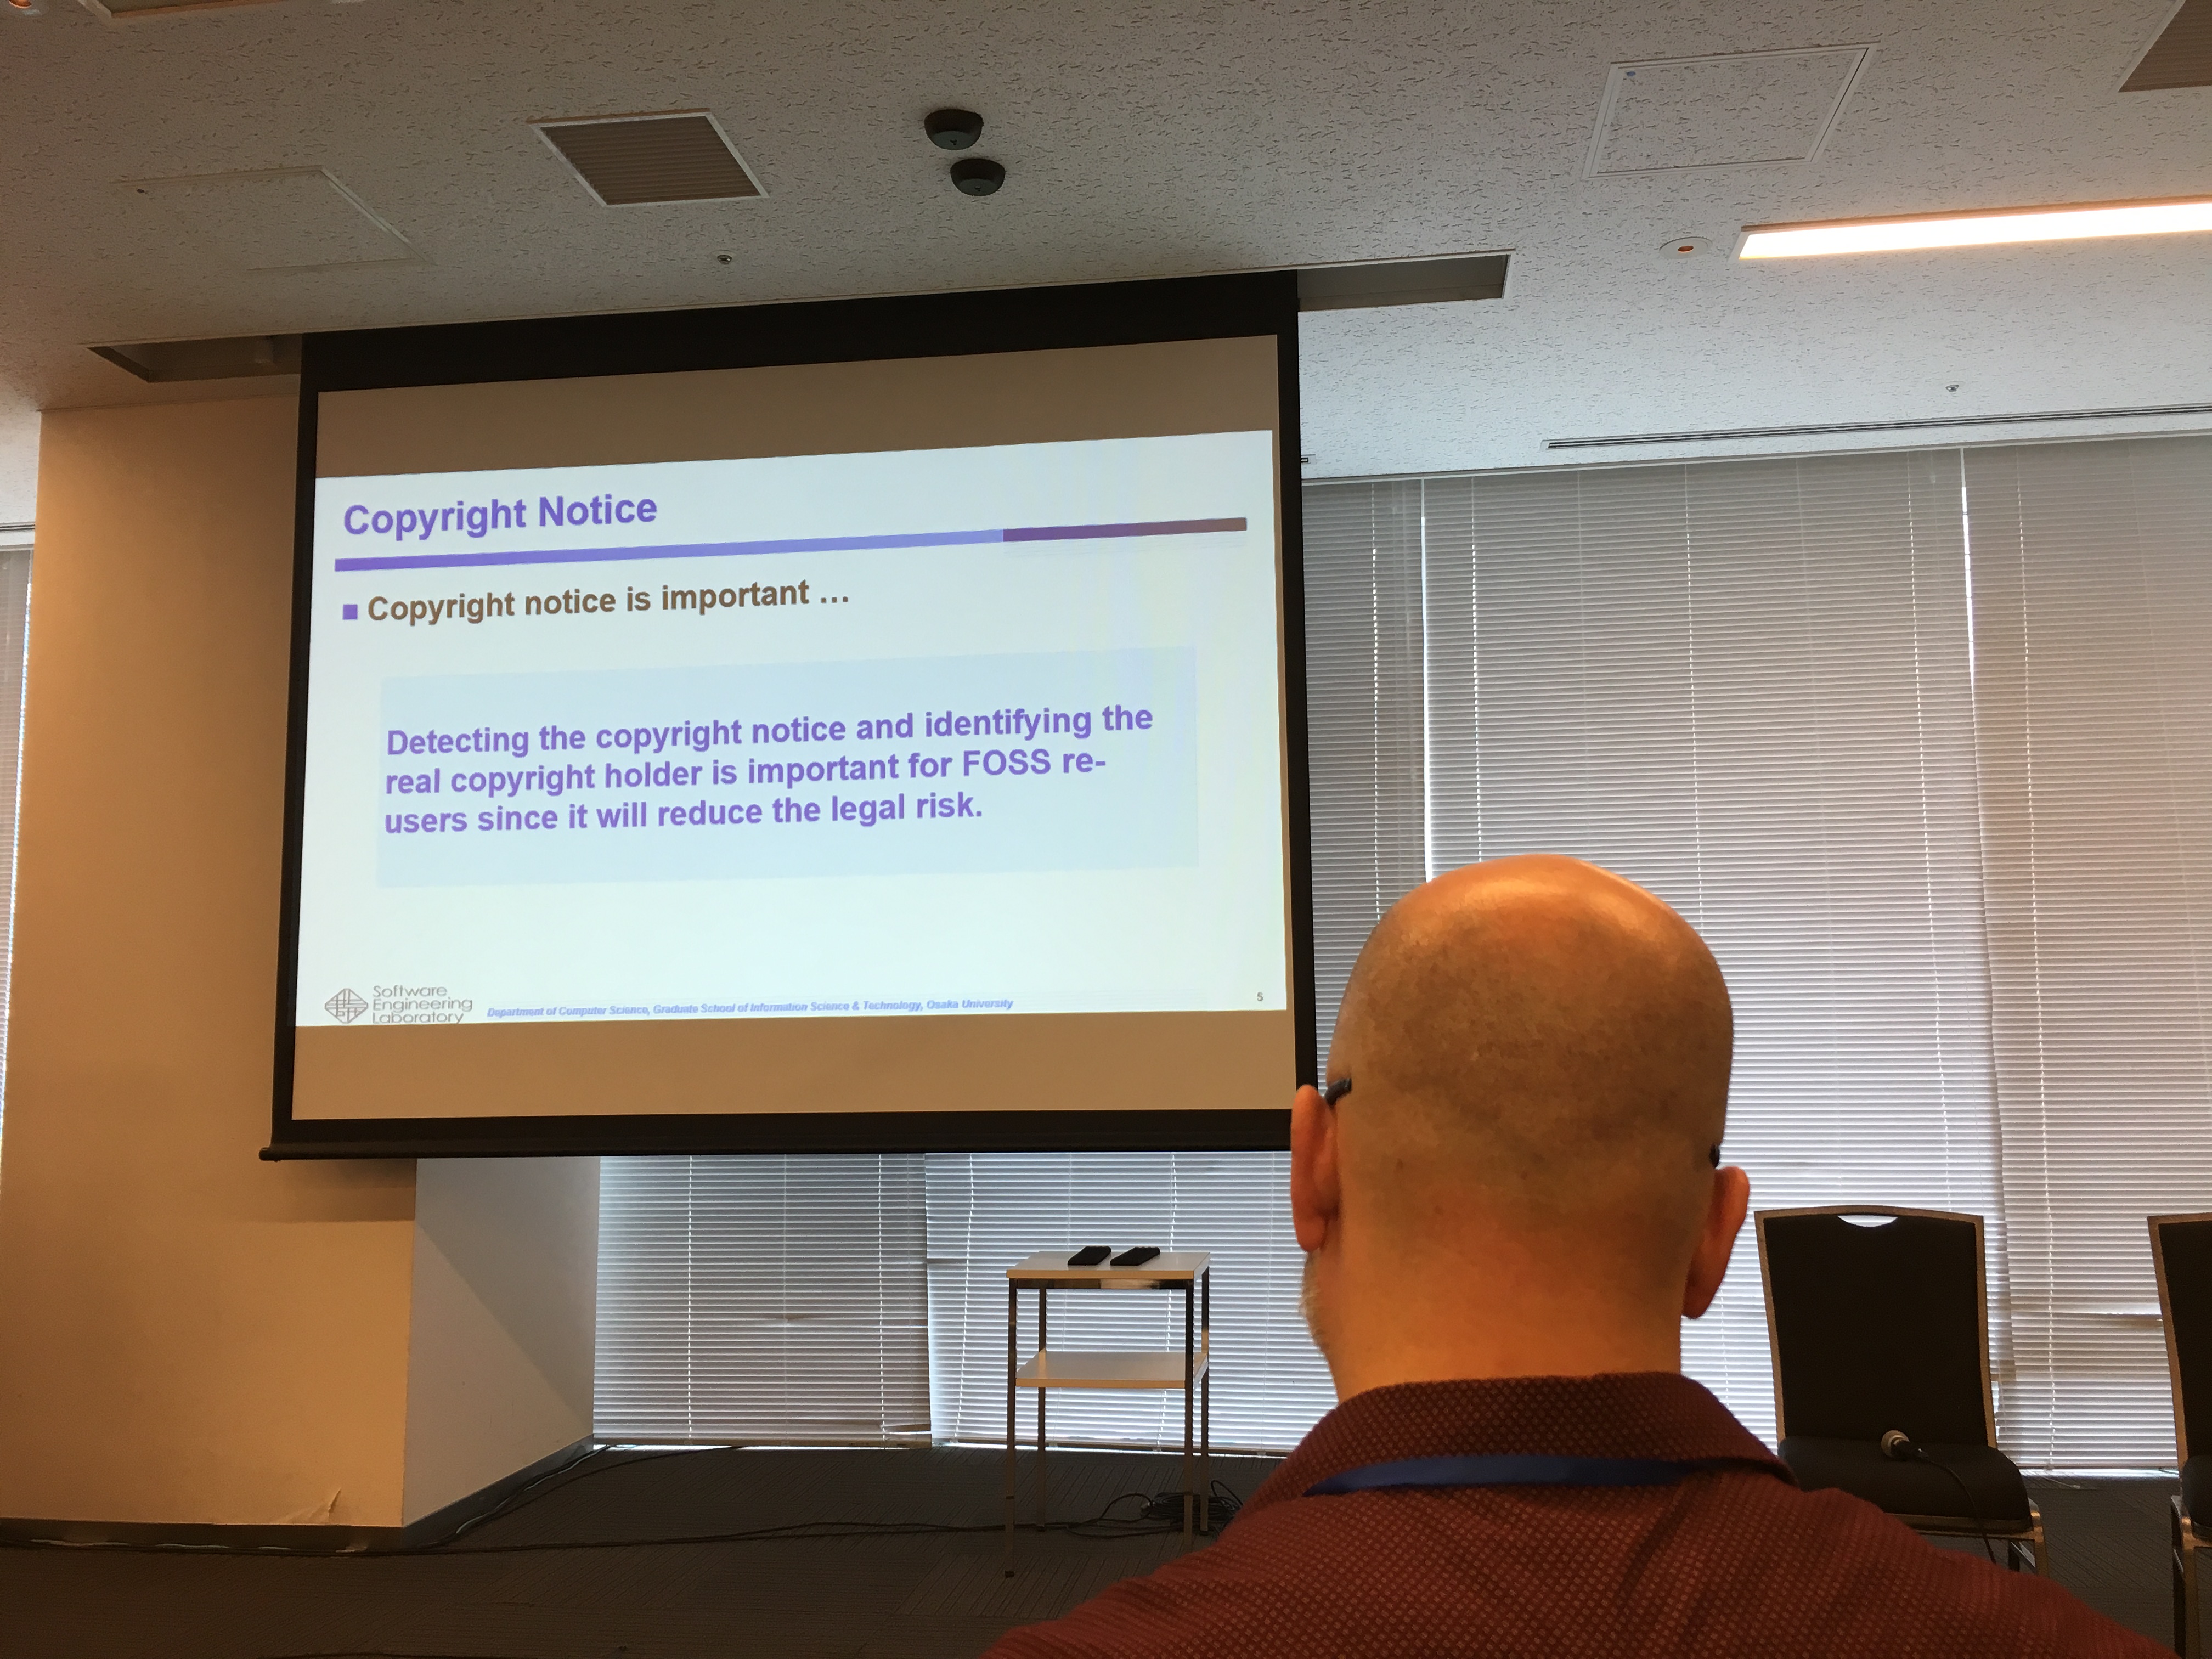 Copyright Notice
Copyright notice is important ...
Detecting the copyright notice and identifying the
real copyright holder is important for FOSS re-
users since it will reduce the legal risk.
Software
Engineering
Laboratory
Department of Computer Science, Graduate School of Information Science & Technology, Osaka University
5